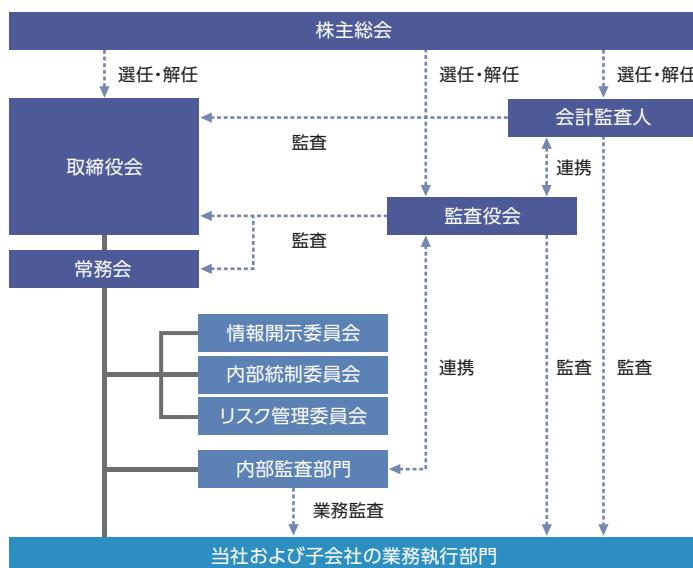 株主総会
選任・解任
選任・解任
選任・解任
会計監査人
監査
取締役会
連携
監査役会
監査
常務会
情報開示委員会
内部統制委員会
連携
監査
監査
リスク管理委員会
内部監査部門
業務監査
当社および子会社の業務執行部門